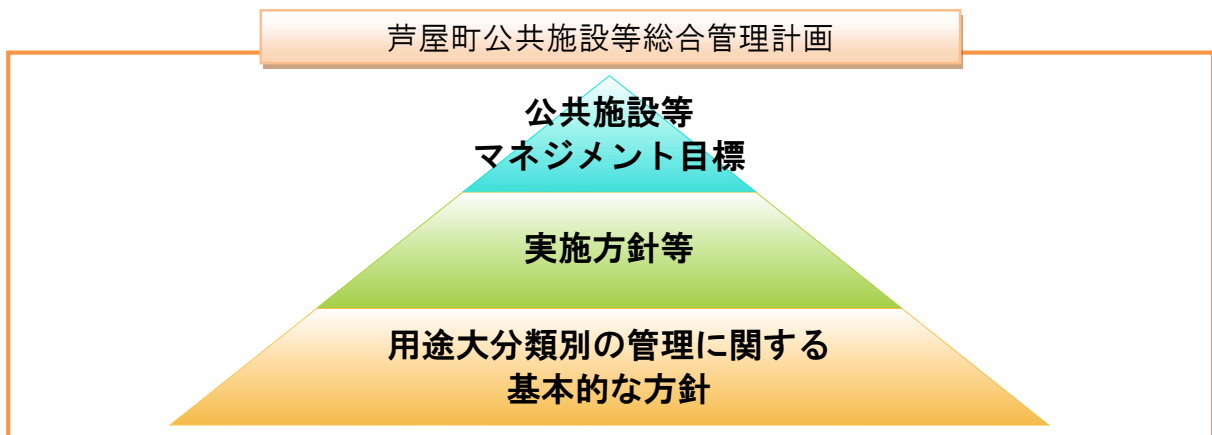 芦屋町公共施設等総合管理計画
公共施設等
マネジメント目標
実施方針等
用途大分類別の管理に関する
基本的な方針